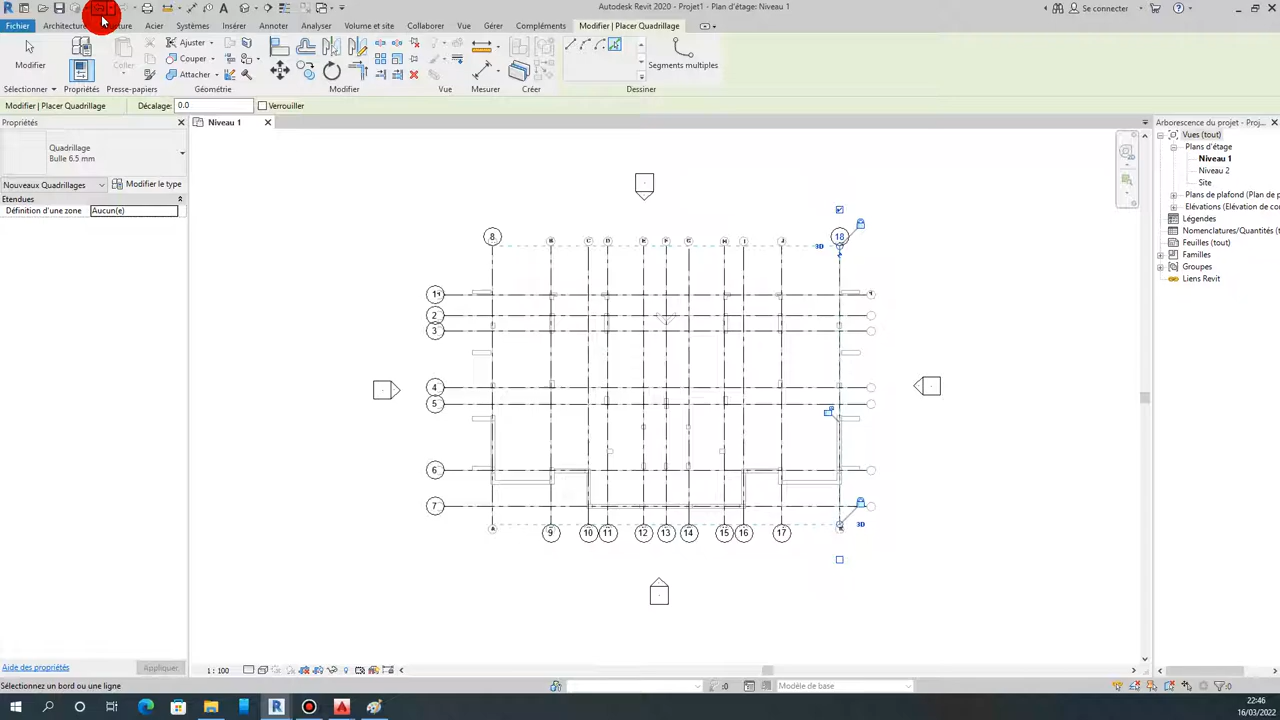 Autodesk Revit 2022 - Plan d'étage: Niveau 1
Se connecter
Fichier Architecture Structure Acier Systèmes Insérer Annoter Analyser Volume et site Collaborer Vue Gérer Compléments Modifier | Placer Quadrillage
Modifier
Coller
Ajuster
Couper
Attacher
Segments multiples
Sélectionner Propriétés Presse-papiers Géométrie Modifier Vue Mesurer Créer Dessiner
Modifier | Placer Quadrillage Décalage: 0.0 Verrouiller
Propriétés
Niveau 1
Arborescence du projet - Proj...
Quadrillage
Bulle 6.5 mm
Nouveaux Quadrillages Modifier le type
Etendues
Définition d'une zone Aucun(e)
Vues (tout)
Plans d'étage
Niveau 1
Niveau 2
Site
Plans de plafond (Plan de p
Elévations (Elévation de con
Légendes
Nomenclatures/Quantités (t
Feuilles (tout)
Familles
Groupes
Liens Revit
8 B C D E F G H I J 18
3D
1
2
3
4
5
6
7
3D
A 9 10 11 12 13 14 15 16 17
Aide des propriétés Appliquer
1 : 100
Sélectionnez un bord ou une ligne
:0 Modèle de base :0
22:46
16/03/2022